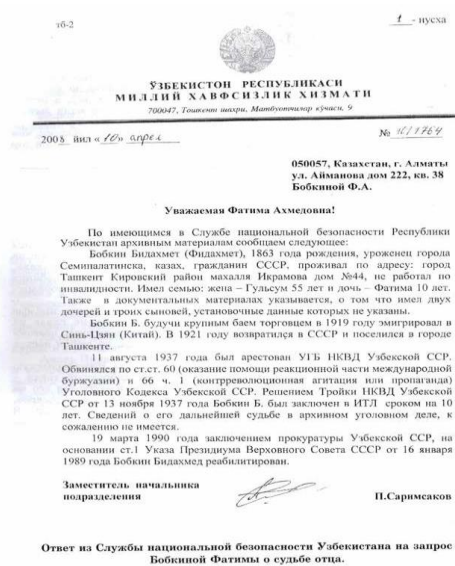 тб-2
1 - нусха
ЎЗБЕКИСТОН РЕСПУБЛИКАСИ
МИЛЛИЙ ХАВФСИЗЛИК ХИЗМАТИ
700047, Тошкент шахри, Матбуотчилар кўчаси, 9
2008 йил «10» апрел
№ 10/1764
050057, Казахстан, г. Алматы
ул. Айманова дом 222, кв. 38
Бобкиной Ф.А.
Уважаемая Фатима Ахмедовна!
По имеющимся в Службе национальной безопасности Республики
Узбекистан архивным материалам сообщаем следующее:
Бобкин Бидахмет (Фидахмет), 1863 года рождения, уроженец города
Семипалатинска, казах, гражданин СССР, проживал по адресу: город
Ташкент Кировский район махалля Икрамова дом №44, не работал по
инвалидности. Имел семью: жена – Гульсум 55 лет и дочь – Фатима 10 лет.
Также в документальных материалах указывается, о том что имел двух
дочерей и троих сыновей, установочные данные которых не указаны.
Бобкин Б. будучи крупным баем торговцем в 1919 году эмигрировал в
Синь-Цзян (Китай). В 1921 году возвратился в СССР и поселился в городе
Ташкенте.
11 августа 1937 года был арестован УГБ НКВД Узбекской ССР.
Обвинялся по ст.ст. 60 (оказание помощи реакционной части международной
буржуазии) и 66 ч. 1 (контрреволюционная агитация или пропаганда)
Уголовного Кодекса Узбекской ССР. Решением Тройки НКВД Узбекской
ССР от 13 ноября 1937 года Бобкин Б. был заключен в ИТЛ сроком на 10
лет. Сведений о его дальнейшей судьбе в архивном уголовном деле, к
сожалению не имеется.
19 марта 1990 года заключением прокуратуры Узбекской ССР, на
основании ст.1 Указа Президиума Верховного Совета СССР от 16 января
1989 года Бобкин Бидахмед реабилитирован.
Заместитель начальника
подразделения
П.Саримсаков
Ответ из Службы национальной безопасности Узбекистана на запрос
Бобкиной Фатимы о судьбе отца.